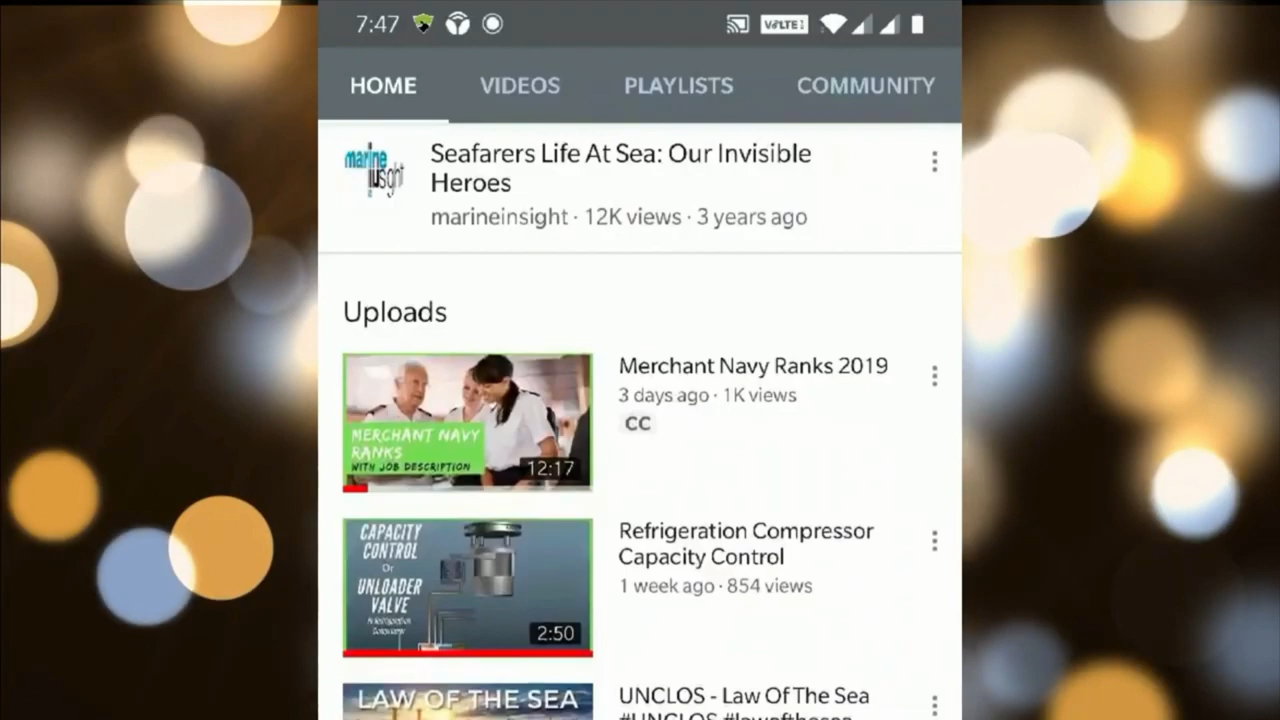 7:47
VoLTE
HOME VIDEOS PLAYLISTS COMMUNITY
marine
Seafarers Life At Sea: Our Invisible
Heroes
marineinsight · 12K views · 3 years ago
Uploads
MERCHANT NAVY
RANKS
WITH JOB DESCRIPTION
12:17
Merchant Navy Ranks 2019
3 days ago · 1K views
CC
CAPACITY
CONTROL
Or
UNLOADER
VALVE
2:50
Refrigeration Compressor
Capacity Control
1 week ago · 854 views
LAW OF THE SEA
UNCLOS - Law Of The Sea
#UNCLOS #lawofthesea